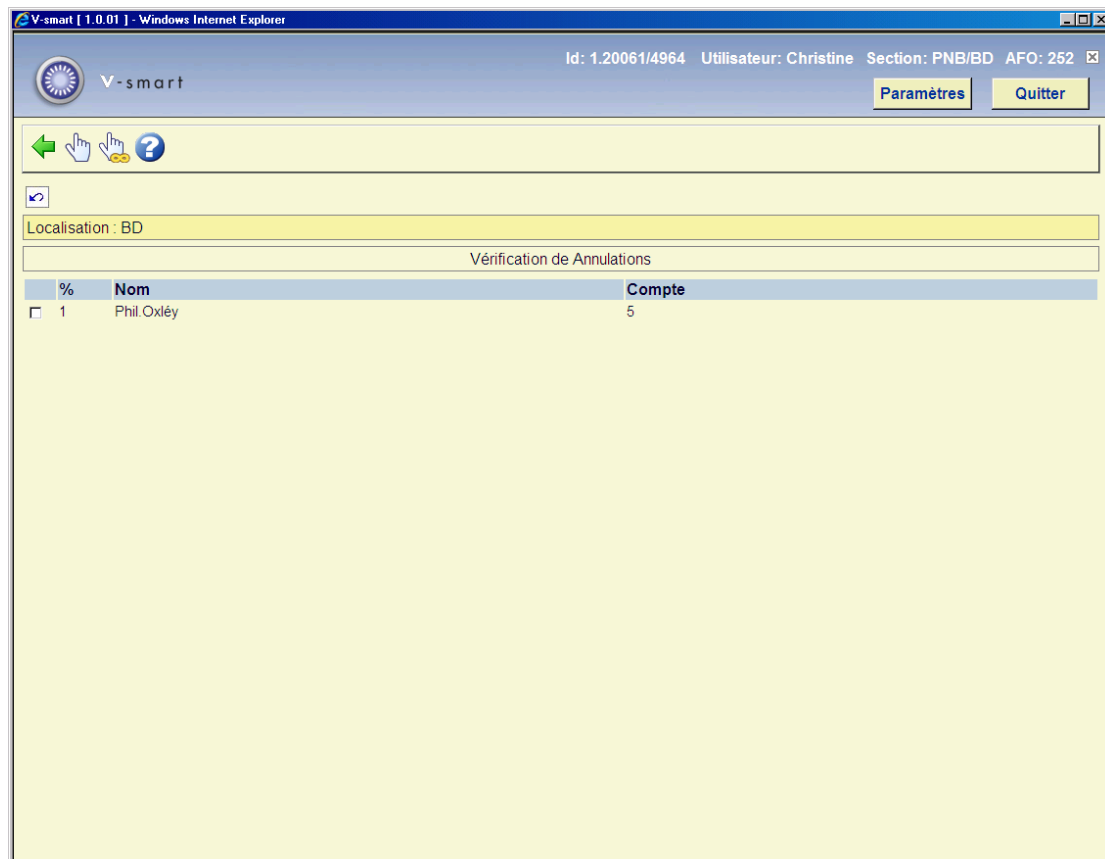 V-smart [ 1.0.01 ] - Windows Internet Explorer
Id: 1.20061/4964 Utilisateur: Christine Section: PNB/BD AFO: 252
V-smart
Paramètres Quitter
Localisation : BD
Vérification de Annulations
% Nom Compte
1 Phil.Oxléy 5